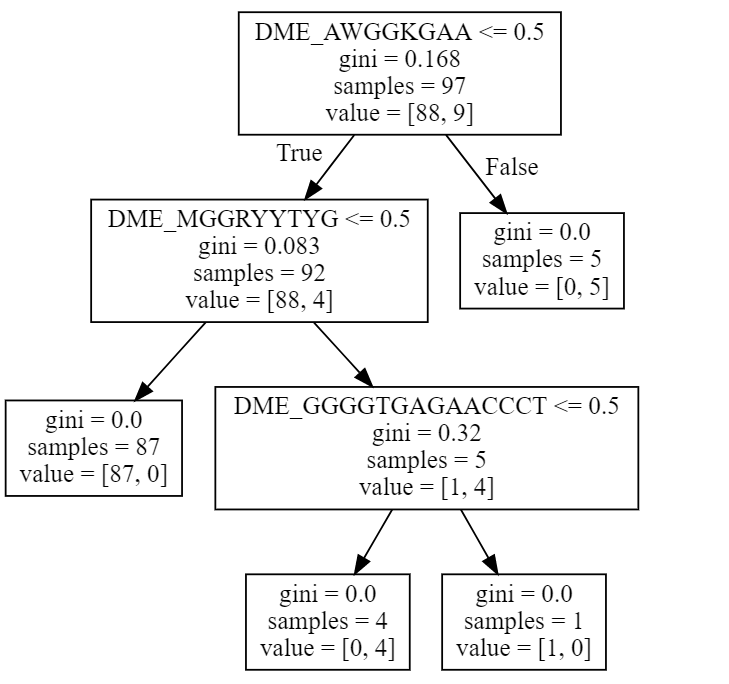 DME_AWGGKGAA <= 0.5
gini = 0.168
samples = 97
value = [88, 9]
True
False
DME_MGGRYYTYG <= 0.5
gini = 0.083
samples = 92
value = [88, 4]
gini = 0.0
samples = 5
value = [0, 5]
gini = 0.0
samples = 87
value = [87, 0]
DME_GGGGTGAGAACCCT <= 0.5
gini = 0.32
samples = 5
value = [1, 4]
gini = 0.0
samples = 4
value = [0, 4]
gini = 0.0
samples = 1
value = [1, 0]